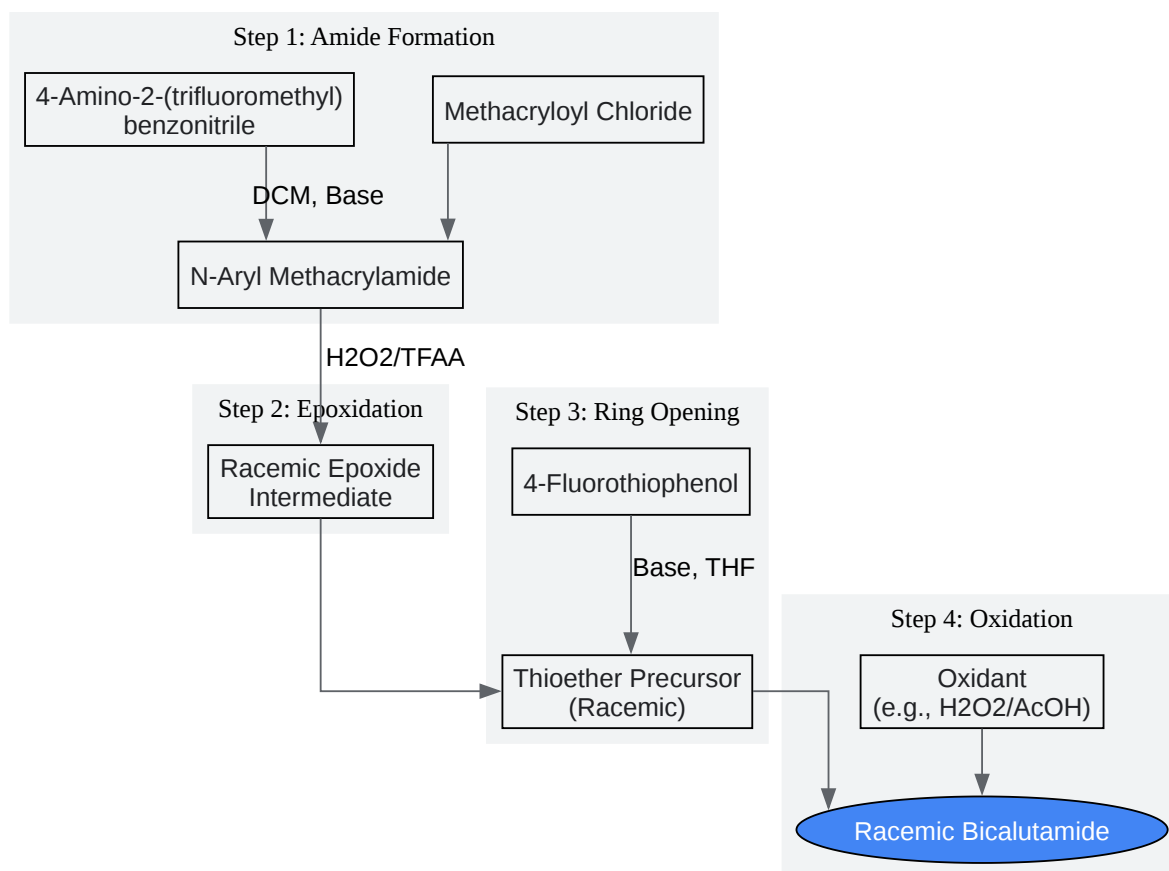 Step 1: Amide Formation
4-Amino-2-(trifluoromethyl)
benzonitrile
Methacryloyl Chloride
DCM, Base
N-Aryl Methacrylamide
H2O2/TFAA
Step 2: Epoxidation
Racemic Epoxide
Intermediate
Step 3: Ring Opening
4-Fluorothiophenol
Base, THF
Thioether Precursor
(Racemic)
Step 4: Oxidation
Oxidant
(e.g., H2O2/AcOH)
Racemic Bicalutamide